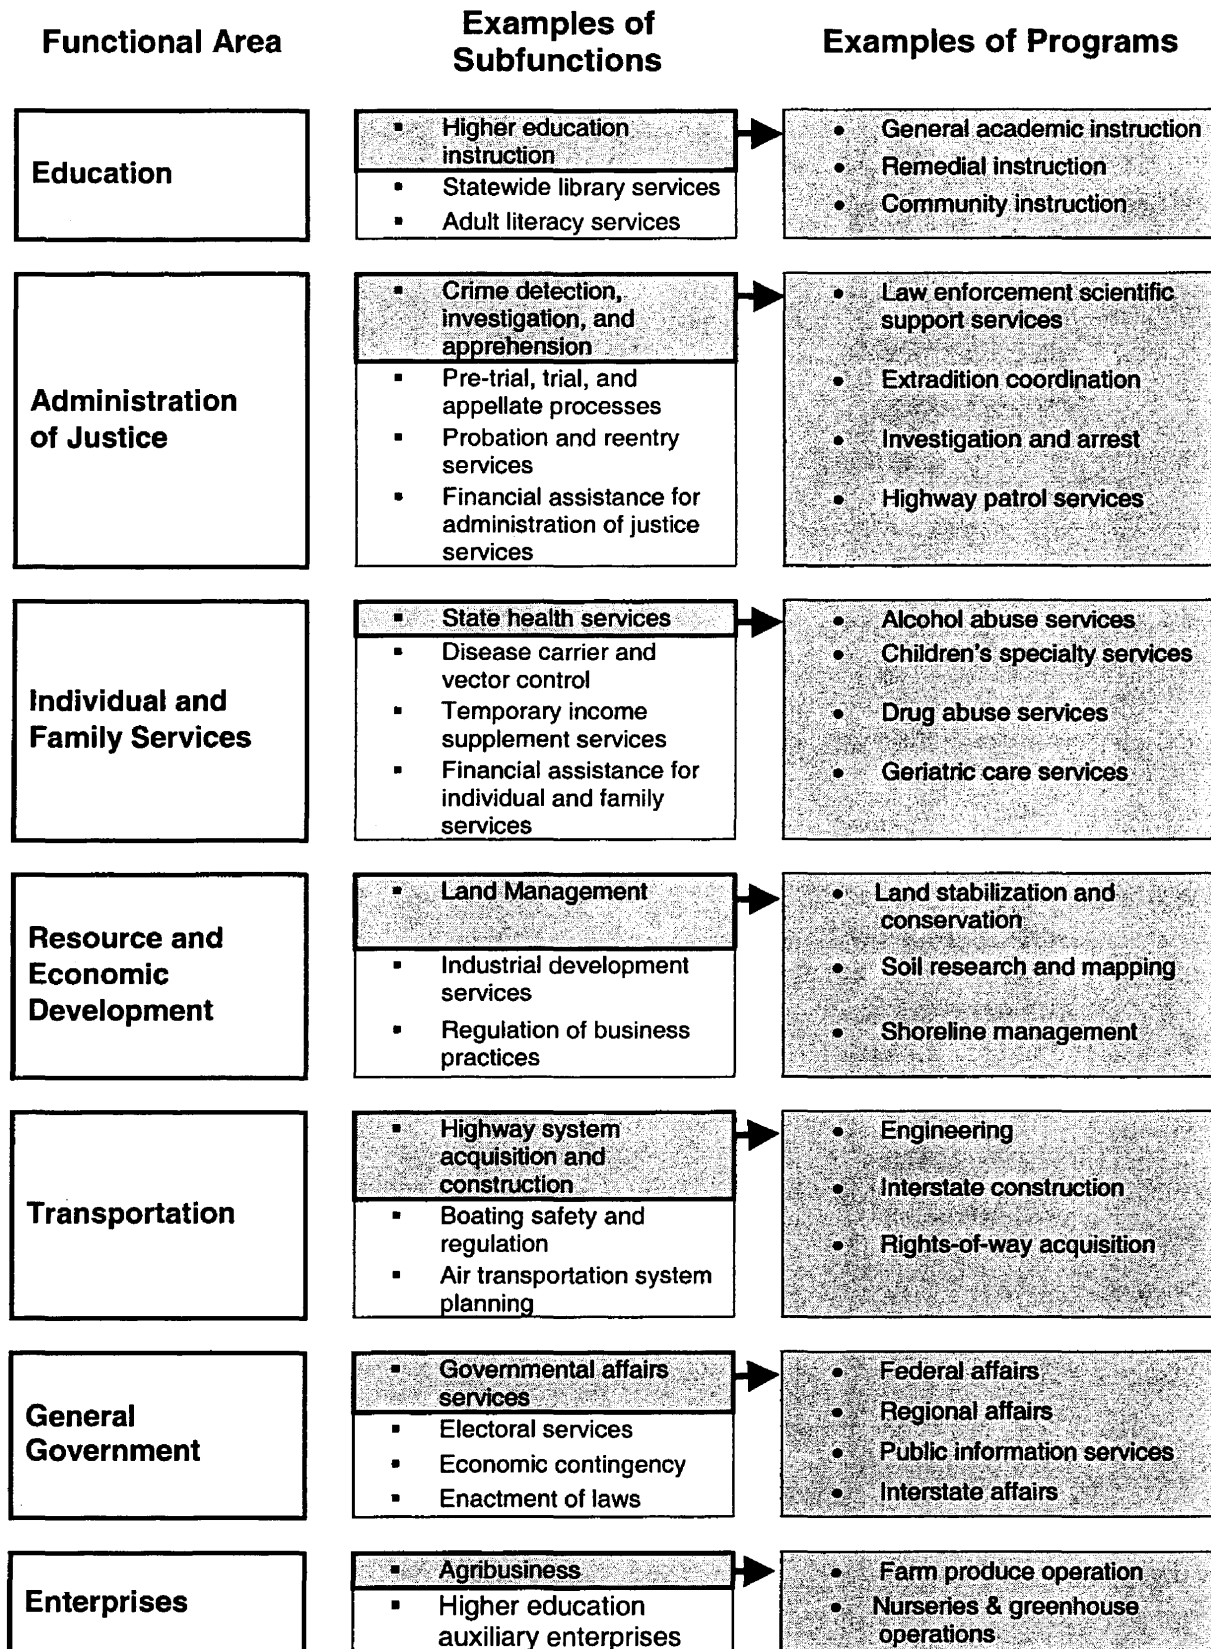 Functional Area
Examples of
Subfunctions
Examples of Programs
Education
▪ Higher education
instruction
▪ Statewide library services
▪ Adult literacy services
• General academic instruction
• Remedial instruction
• Community instruction
Administration
of Justice
▪ Crime detection,
investigation, and
apprehension
▪ Pre-trial, trial, and
appellate processes
▪ Probation and reentry
services
▪ Financial assistance for
administration of justice
services
• Law enforcement scientific
support services
• Extradition coordination
• Investigation and arrest
• Highway patrol services
Individual and
Family Services
▪ State health services
▪ Disease carrier and
vector control
▪ Temporary income
supplement services
▪ Financial assistance for
individual and family
services
• Alcohol abuse services
• Children's specialty services
• Drug abuse services
• Geriatric care services
Resource and
Economic
Development
▪ Land Management
▪ Industrial development
services
▪ Regulation of business
practices
• Land stabilization and
conservation
• Soil research and mapping
• Shoreline management
Transportation
▪ Highway system
acquisition and
construction
▪ Boating safety and
regulation
▪ Air transportation system
planning
• Engineering
• Interstate construction
• Rights-of-way acquisition
General
Government
▪ Governmental affairs
services
▪ Electoral services
▪ Economic contingency
▪ Enactment of laws
• Federal affairs
• Regional affairs
• Public information services
• Interstate affairs
Enterprises
▪ Agribusiness
▪ Higher education
auxiliary enterprises
• Farm produce operation
• Nurseries & greenhouse
operations